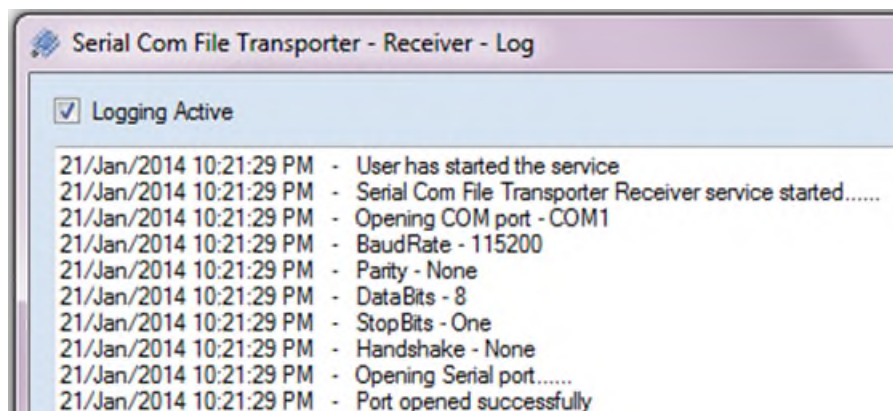 Serial Com File Transporter - Receiver - Log
Logging Active
21/Jan/2014 10:21:29 PM - User has started the service
21/Jan/2014 10:21:29 PM - Serial Com File Transporter Receiver service started......
21/Jan/2014 10:21:29 PM - Opening COM port - COM1
21/Jan/2014 10:21:29 PM - BaudRate - 115200
21/Jan/2014 10:21:29 PM - Parity - None
21/Jan/2014 10:21:29 PM - DataBits - 8
21/Jan/2014 10:21:29 PM - StopBits - One
21/Jan/2014 10:21:29 PM - Handshake - None
21/Jan/2014 10:21:29 PM - Opening Serial port......
21/Jan/2014 10:21:29 PM - Port opened successfully